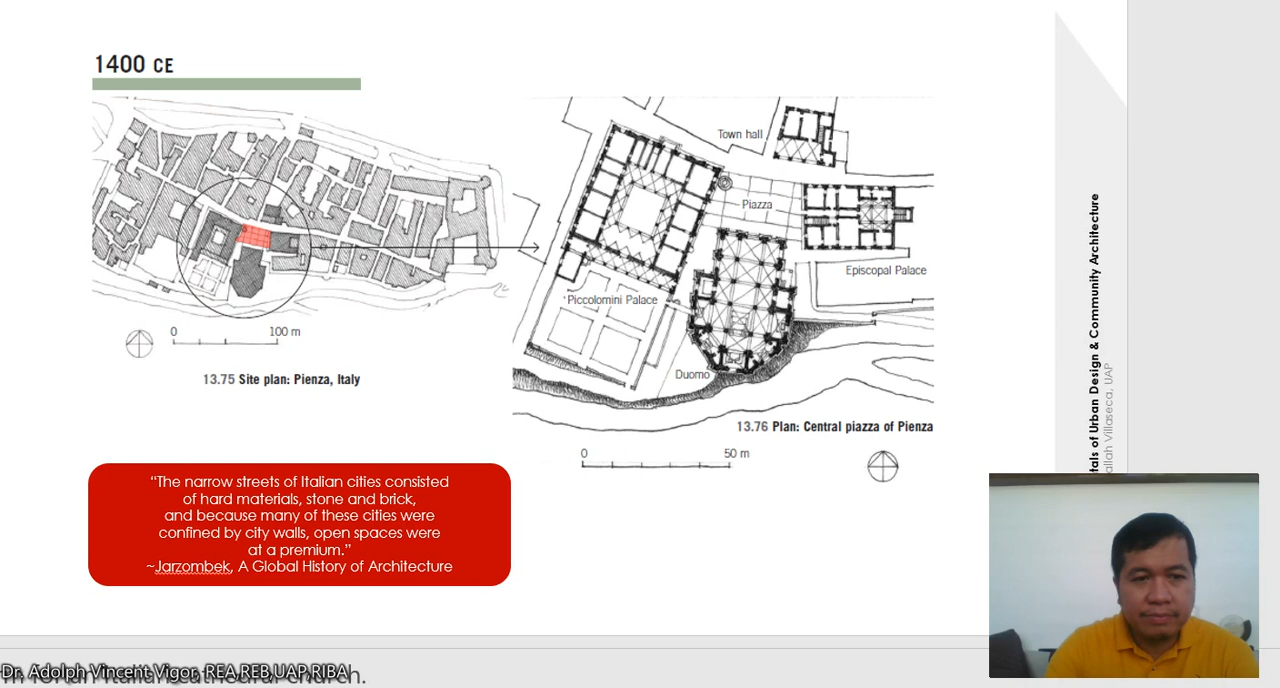 1400 CE
Town hall
Piazza
Episcopal Palace
Piccolomini Palace
Duomo
0 100 m
13.75 Site plan: Pienza, Italy
13.76 Plan: Central piazza of Pienza
0 50 m
"The narrow streets of Italian cities consisted
of hard materials, stone and brick,
and because many of these cities were
confined by city walls, open spaces were
at a premium."
~Jarzombek, A Global History of Architecture
of Urban Design & Community Architecture
Villaseca, UAP
Dr. Adolph Vincent Vigor, REA,REB,UAP,RIBA
church.